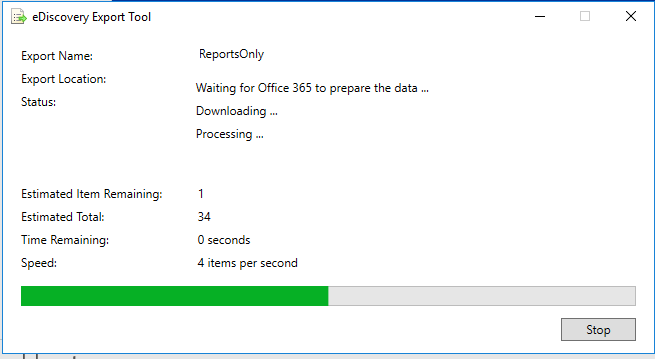 eDiscovery Export Tool
Export Name: ReportsOnly
Export Location:
Waiting for Office 365 to prepare the data ...
Status:
Downloading ...
Processing ...
Estimated Item Remaining: 1
Estimated Total: 34
Time Remaining: 0 seconds
Speed: 4 items per second
Stop